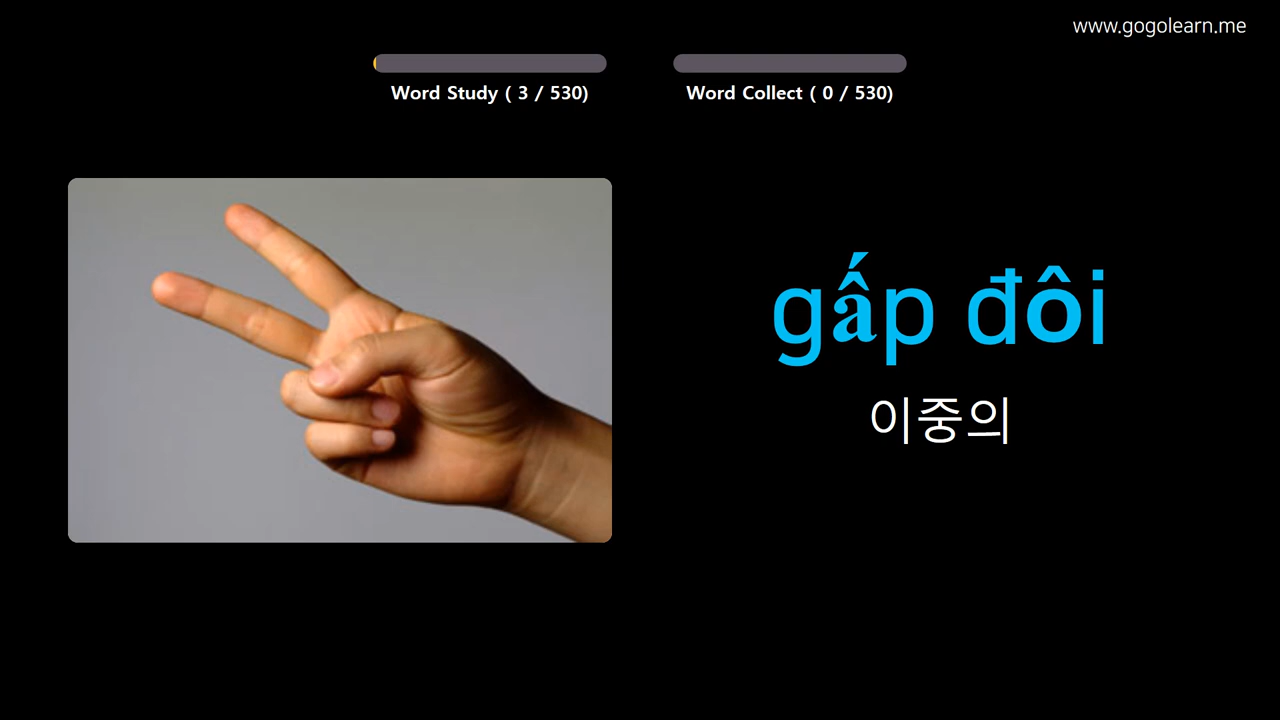 www.gogolearn.me
Word Study ( 3 / 530)
Word Collect ( 0 / 530)
gấp đôi
이중의